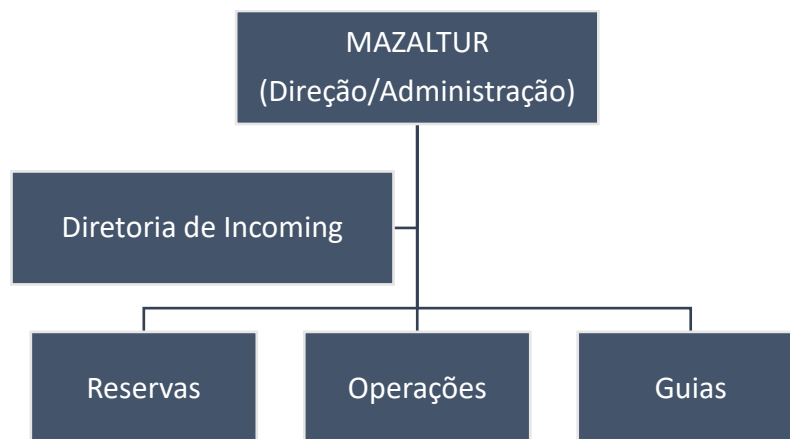 MAZALTUR
(Direção/Administração)
Diretoria de Incoming
Reservas
Operações
Guias